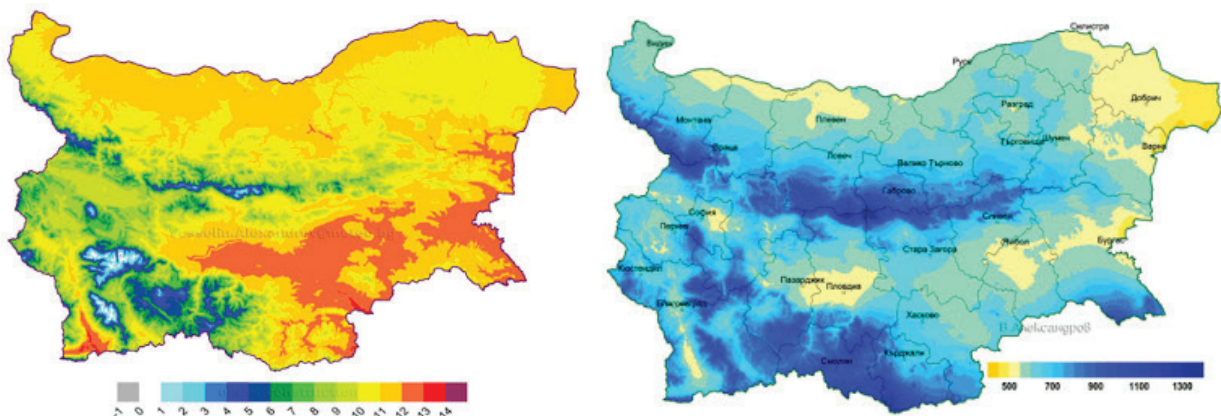 -1 0 1 2 3 4 5 6 7 8 9 10 11 12 13 14
Силистра
Видин
Русе
Добрич
Разград
Плевен
Монтана
Шумен
Търговище
Варна
Враца
Ловеч
Велико Търново
Габрово
София
Сливен
Перник
Бургас
Стара Загора
Ямбол
Кюстендил
Пазарджик
Пловдив
Благоевград
Хасково
В.Александров
Смолян
Кърджали
500 700 900 1100 1300